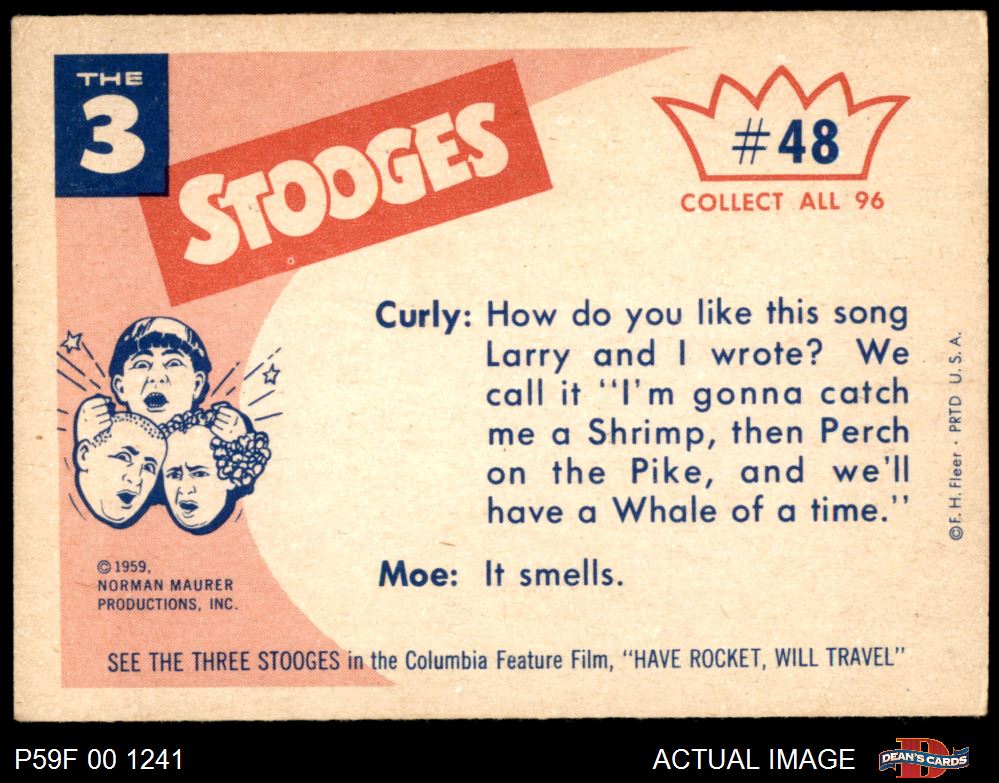 THE
3
STOOGES
#48
COLLECT ALL 96
Curly: How do you like this song
Larry and I wrote? We
call it "I'm gonna catch
me a Shrimp, then Perch
on the Pike, and we'll
have a Whale of a time."
Moe: It smells.
©1959,
NORMAN MAURER
PRODUCTIONS, INC.
SEE THE THREE STOOGES in the Columbia Feature Film, "HAVE ROCKET, WILL TRAVEL"
©F. H. Fleer · PRTD U. S. A.
P59F 00 1241
ACTUAL IMAGE
DEAN'S CARDS